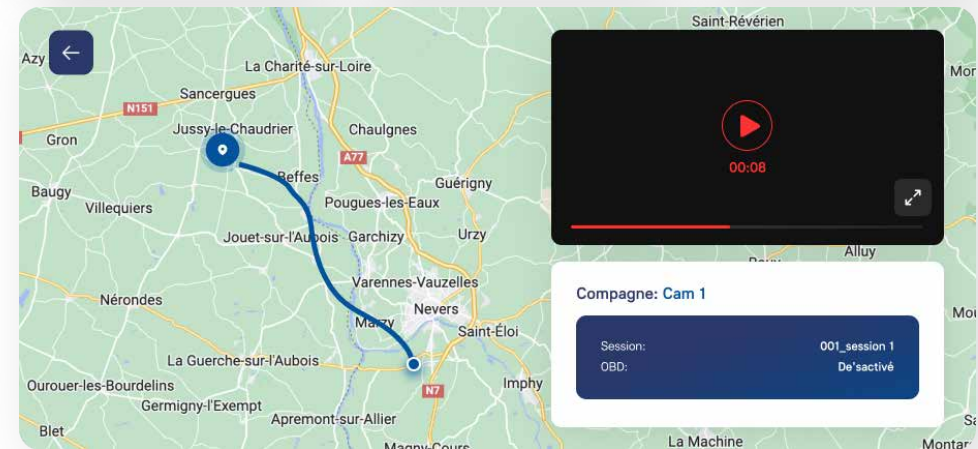 Saint-Révérien
Azy
La Charité-sur-Loire
Mor
Sancergues
N151
Jussy-le-Chaudrier
Chaulgnes
Gron
A77
00:08
Beffes
Guérigny
Baugy
Pougues-les-Eaux
Villequiers
Jouet-sur-l'Aubois
Garchizy
Urzy
Alluy
Varennes-Vauzelles
Compagne: Cam 1
Nérondes
Nevers
Marzy
Saint-Éloi
Session: 001_session 1
OBD: De'sactivé
La Guerche-sur-l'Aubois
Ourouer-les-Bourdelins
N7
Imphy
Germigny-l'Exempt
Apremont-sur-Allier
Blet
La Machine
Magny-Cours
Montar